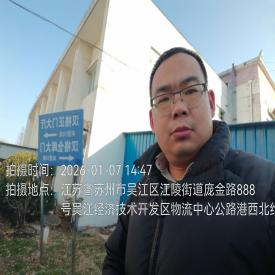 拍摄时间：2026-01-07 14:47
拍摄地点：江苏省苏州市吴江区江陵街道庞金路888
号吴江经济技术开发区物流中心公路港西北